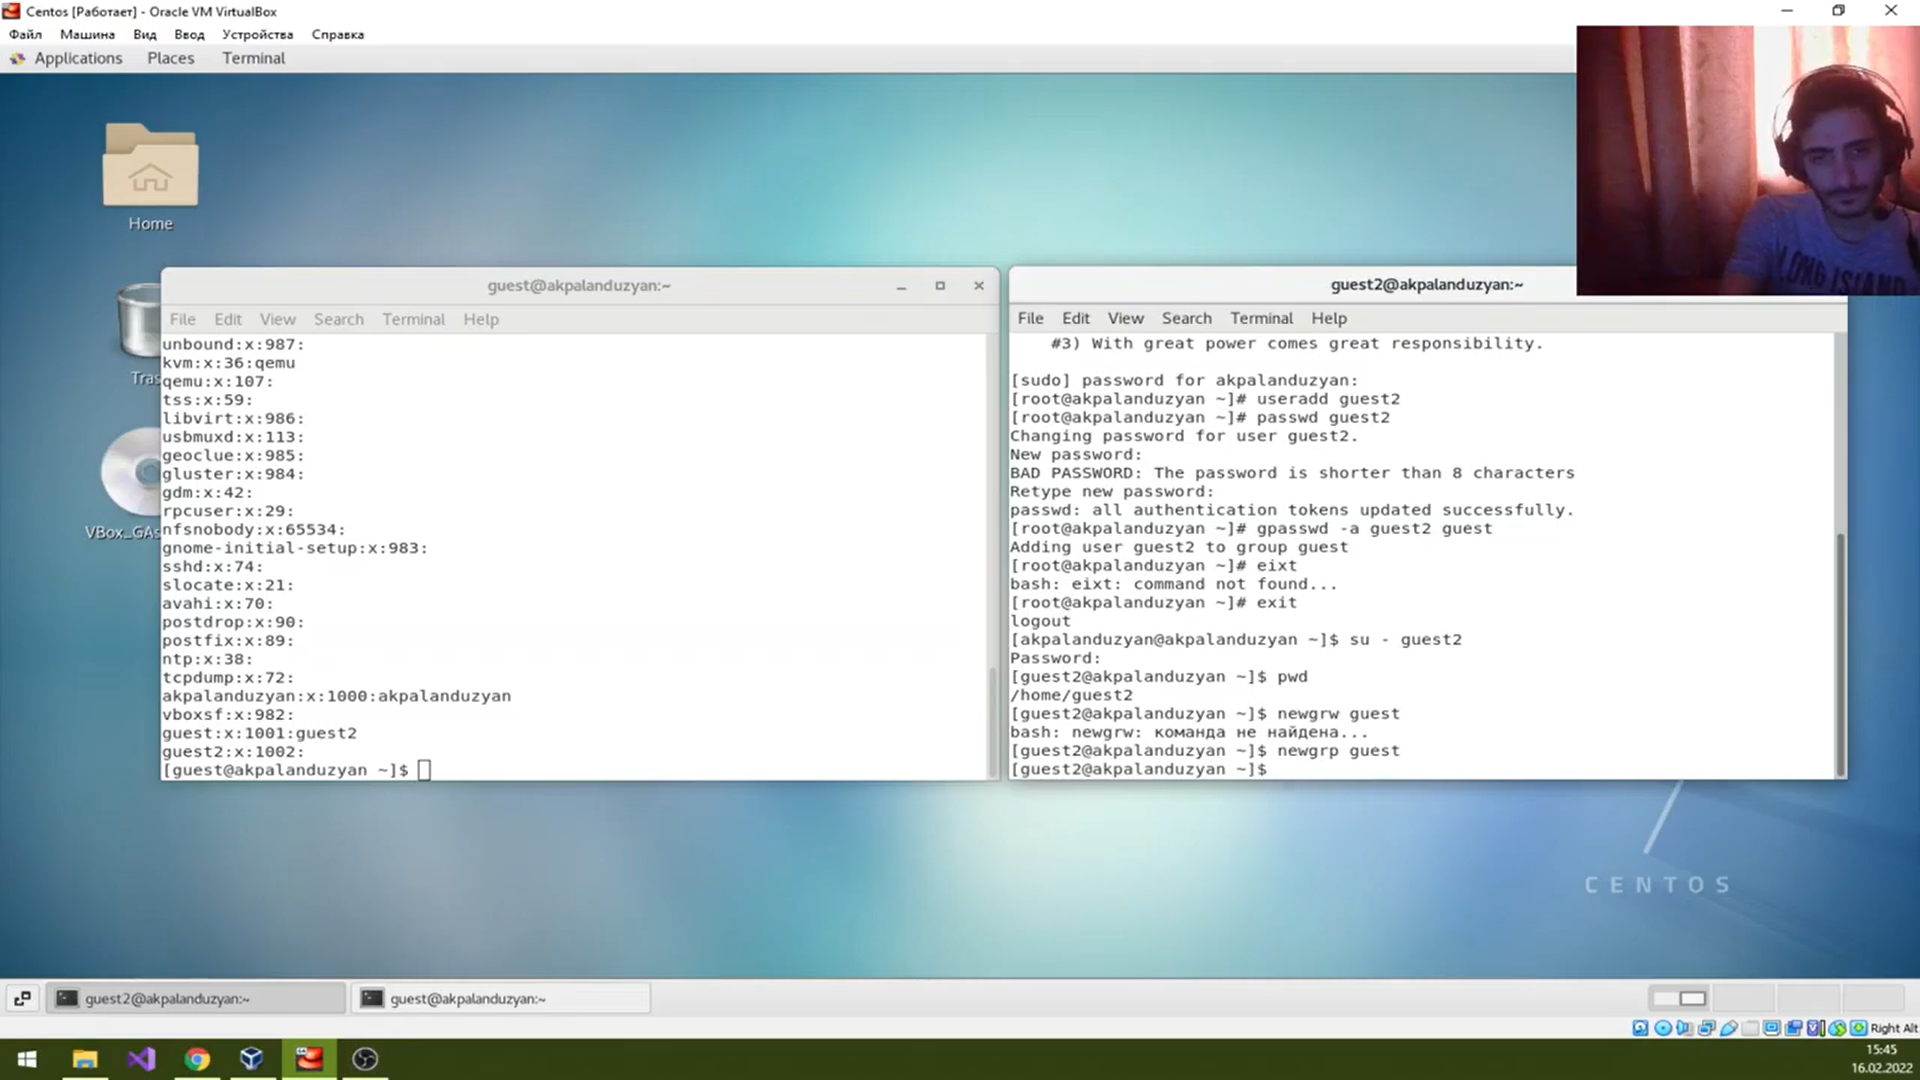 Centos [Работает] - Oracle VM VirtualBox
Файл Машина Вид Ввод Устройства Справка
Applications Places Terminal
Home
Tras
VBox_GAs
guest@akpalanduzyan:~
File Edit View Search Terminal Help
unbound:x:987:
kvm:x:36:qemu
qemu:x:107:
tss:x:59:
libvirt:x:986:
usbmuxd:x:113:
geoclue:x:985:
gluster:x:984:
gdm:x:42:
rpcuser:x:29:
nfsnobody:x:65534:
gnome-initial-setup:x:983:
sshd:x:74:
slocate:x:21:
avahi:x:70:
postdrop:x:90:
postfix:x:89:
ntp:x:38:
tcpdump:x:72:
akpalanduzyan:x:1000:akpalanduzyan
vboxsf:x:982:
guest:x:1001:guest2
guest2:x:1002:
[guest@akpalanduzyan ~]$
guest2@akpalanduzyan:~
File Edit View Search Terminal Help
#3) With great power comes great responsibility.
[sudo] password for akpalanduzyan:
[root@akpalanduzyan ~]# useradd guest2
[root@akpalanduzyan ~]# passwd guest2
Changing password for user guest2.
New password:
BAD PASSWORD: The password is shorter than 8 characters
Retype new password:
passwd: all authentication tokens updated successfully.
[root@akpalanduzyan ~]# gpasswd -a guest2 guest
Adding user guest2 to group guest
[root@akpalanduzyan ~]# eixt
bash: eixt: command not found...
[root@akpalanduzyan ~]# exit
logout
[akpalanduzyan@akpalanduzyan ~]$ su - guest2
Password:
[guest2@akpalanduzyan ~]$ pwd
/home/guest2
[guest2@akpalanduzyan ~]$ newgrw guest
bash: newgrw: команда не найдена...
[guest2@akpalanduzyan ~]$ newgrp guest
[guest2@akpalanduzyan ~]$
LONG ISLAND
7
CENTOS
guest2@akpalanduzyan:~
guest@akpalanduzyan:~
Right Alt
15:45
16.02.2022